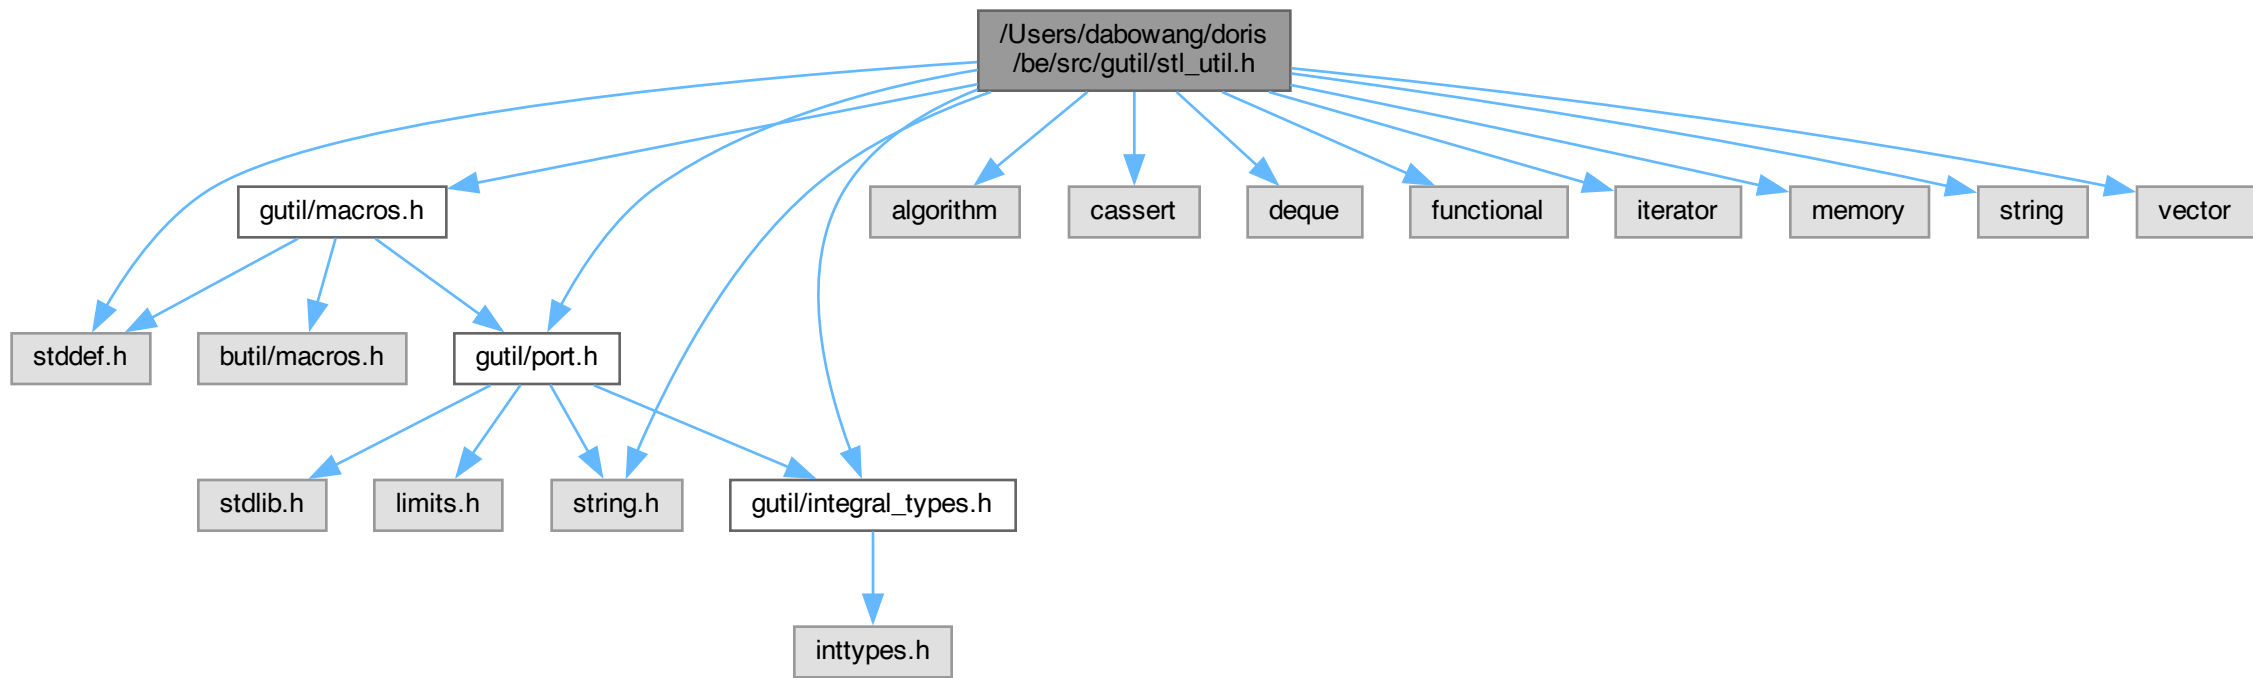 /Users/dabowang/doris
/be/src/gutil/stl_util.h
gutil/macros.h
algorithm
cassert
deque
functional
iterator
memory
string
vector
stddef.h
butil/macros.h
gutil/port.h
stdlib.h
limits.h
string.h
gutil/integral_types.h
inttypes.h